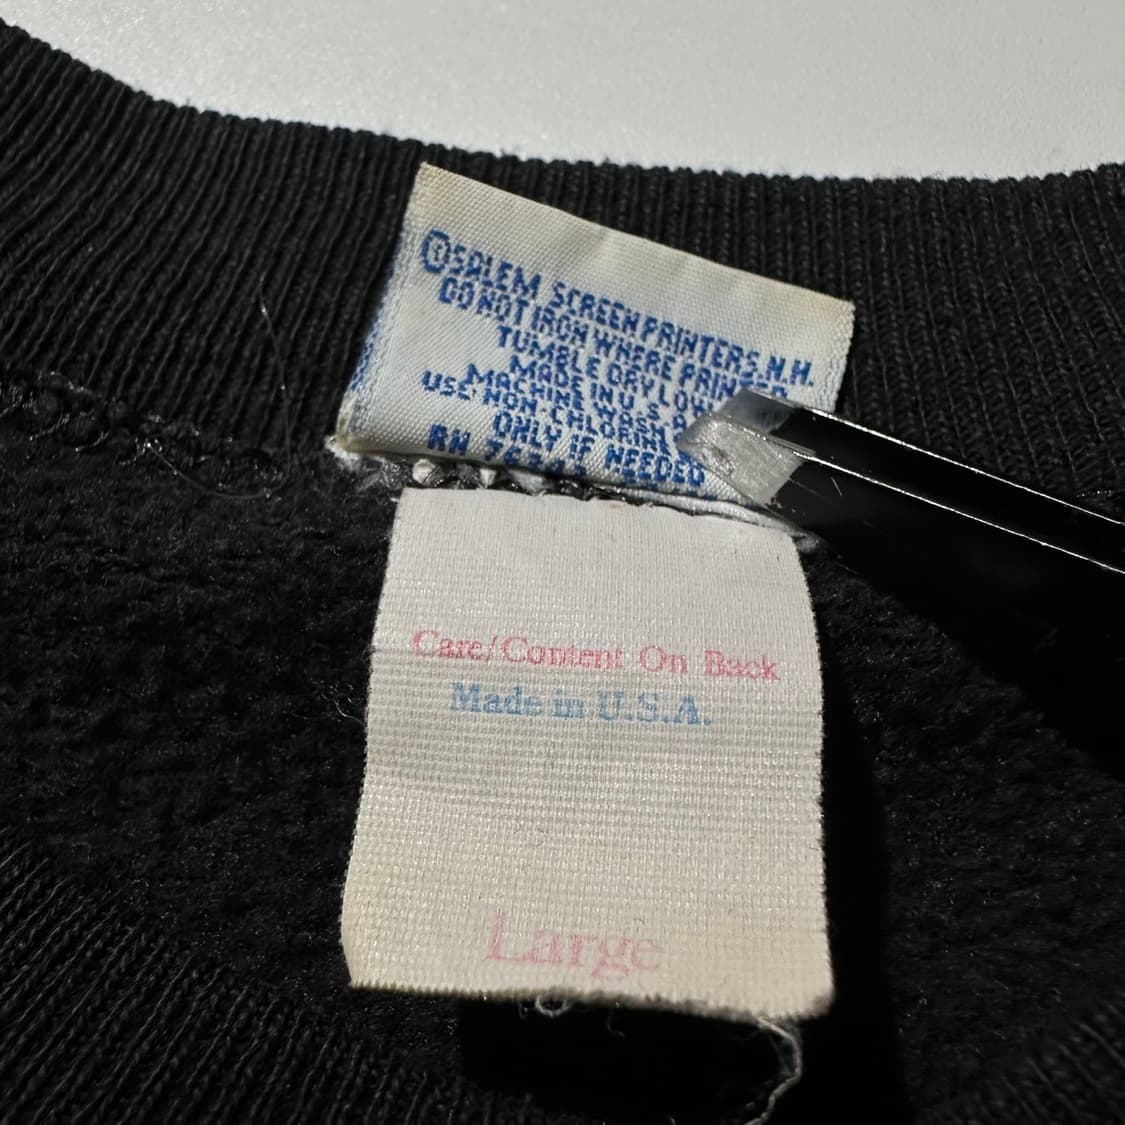 ©SALEM SCREEN PRINTERS, N.H.
DO NOT IRON WHERE PRINTED
TUMBLE DRY LOW
MADE IN U.S.A.
MACHINE WASH
USE NON-CHLORINE
ONLY IF NEEDED
RN
Care/Content On Back
Made in U.S.A.
Large